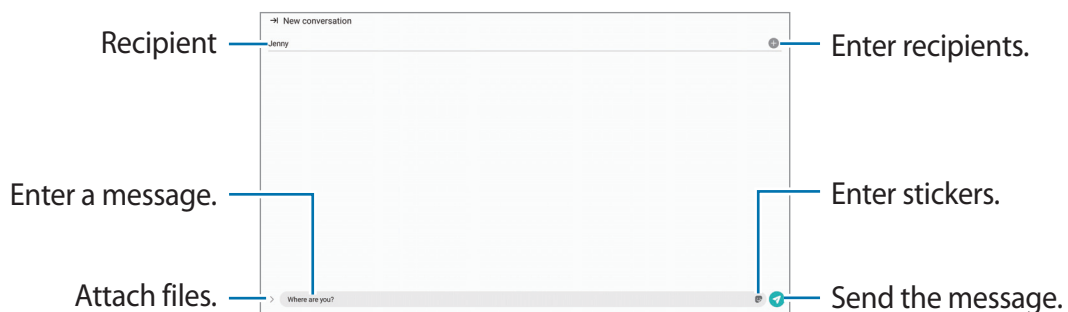 New conversation
Recipient
Jenny
Enter recipients.
Enter a message.
Enter stickers.
Attach files.
Where are you?
Send the message.